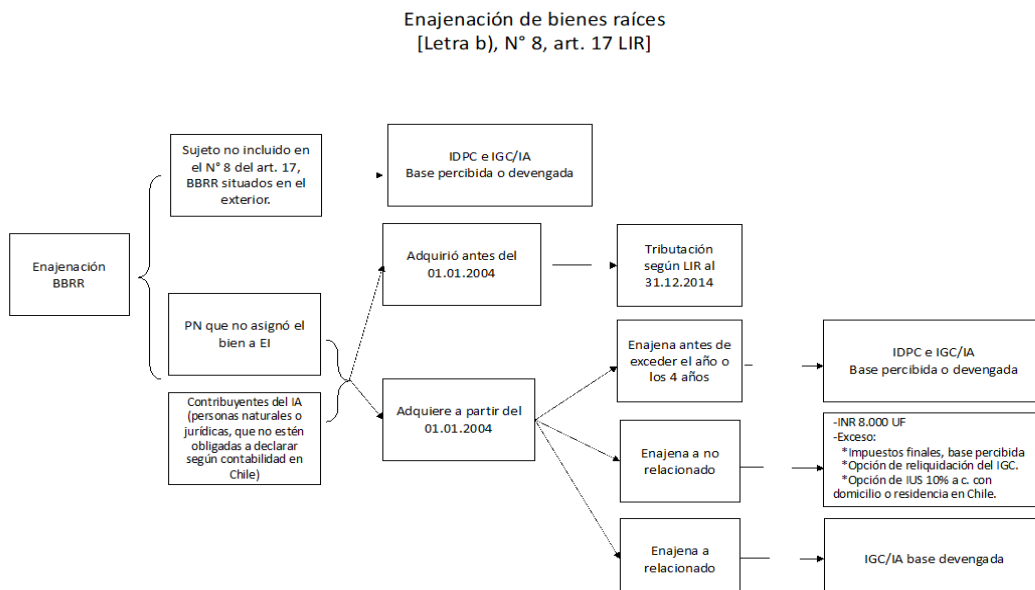 Enajenación de bienes raíces
[Letra b), N° 8, art. 17 LIR]
Sujeto no incluido en
el N° 8 del art. 17,
BBRR situados en el
exterior.
IDPC e IGC/IA
Base percibida o devengada
Enajenación
BBRR
Adquirió antes del
01.01.2004
Tributación
según LIR al
31.12.2014
PN que no asignó el
bien a EI
Contribuyentes del IA
(personas naturales o
jurídicas, que no estén
obligadas a declarar
según contabilidad en
Chile)
Adquiere a partir del
01.01.2004
Enajena antes de
exceder el año o
los 4 años
IDPC e IGC/IA
Base percibida o devengada
Enajena a no
relacionado
-INR 8.000 UF
-Exceso:
*Impuestos finales, base percibida
*Opción de reliquidación del IGC.
*Opción de IUS 10% a c. con
domicilio o residencia en Chile.
Enajena a
relacionado
IGC/IA base devengada